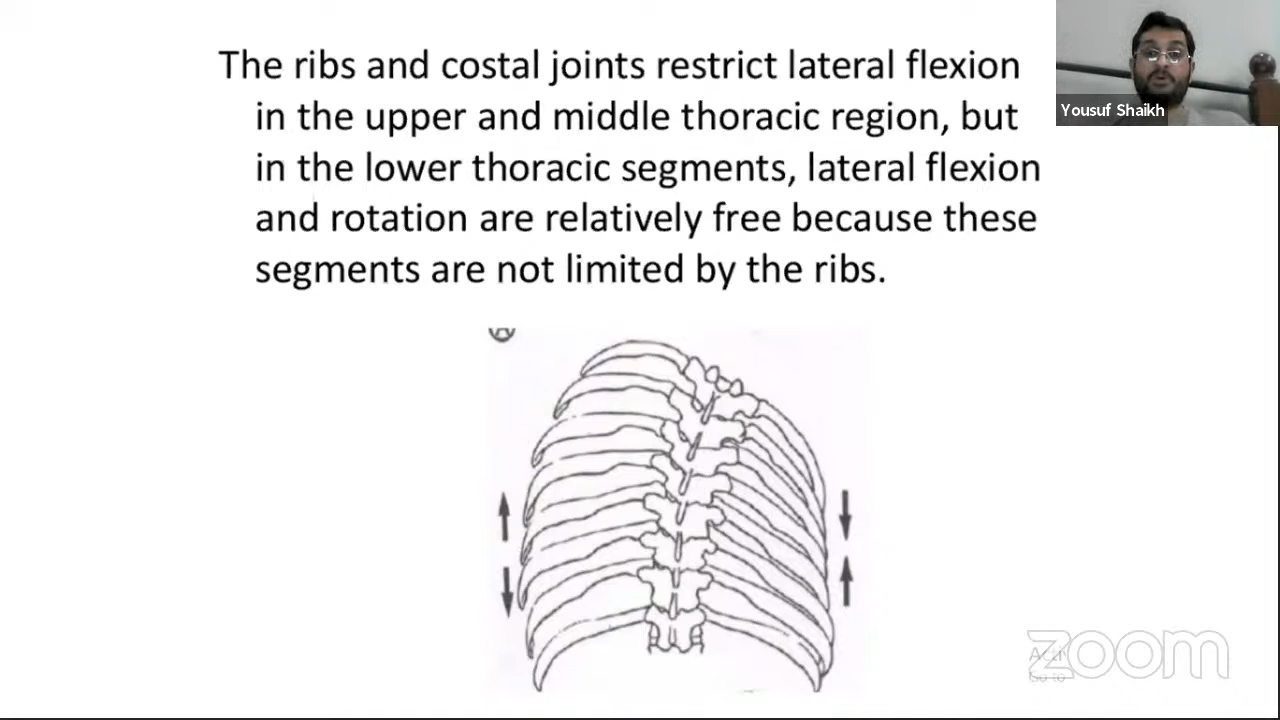 The ribs and costal joints restrict lateral flexion
in the upper and middle thoracic region, but
in the lower thoracic segments, lateral flexion
and rotation are relatively free because these
segments are not limited by the ribs.
Yousuf Shaikh
zoom